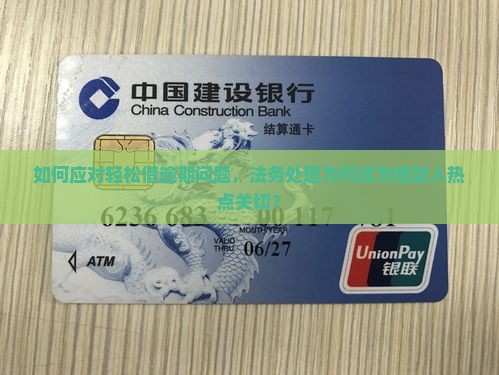 中国建设银行
China Construction Bank
结算通卡
如何应对轻松借逾期问题，法务处理为何成为借款人热
点关切？
MONTH/YEAR
VALID THRU 06/27
ATM
UnionPay
银联